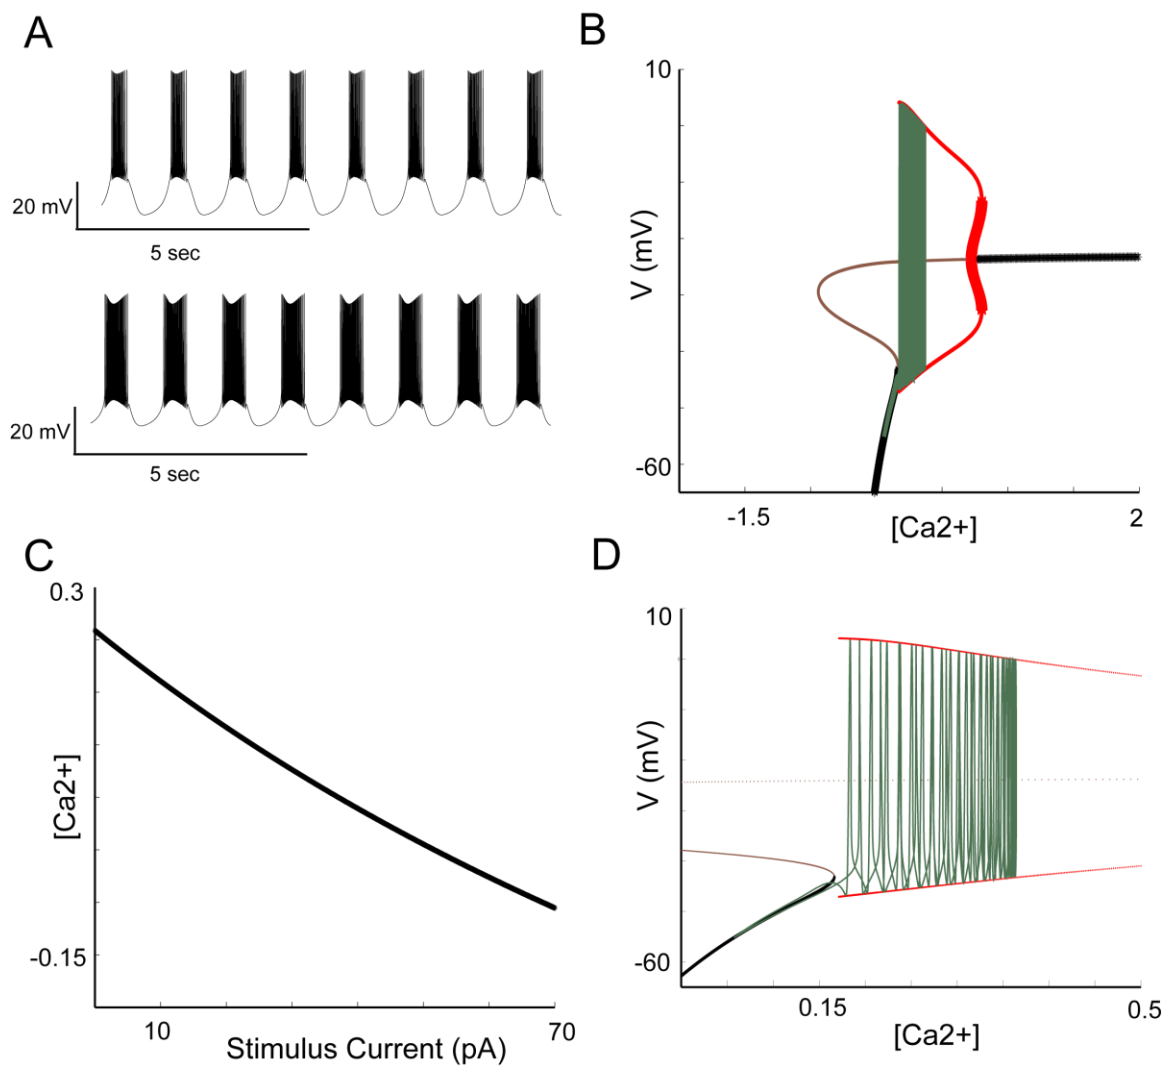 A
20 mV
5 sec
20 mV
5 sec
B
10
V (mV)
-60
-1.5
[Ca2+]
2
C
0.3
[Ca2+]
-0.15
10
Stimulus Current (pA)
70
D
10
V (mV)
-60
0.15
[Ca2+]
0.5